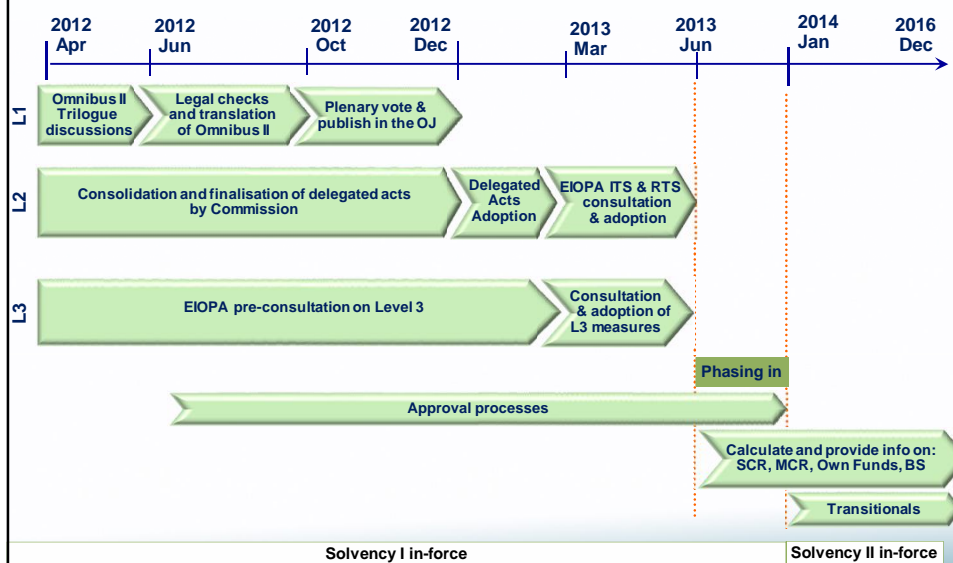 2012 Apr
2012 Jun
2012 Oct
2012 Dec
2013 Mar
2013 Jun
2014 Jan
2016 Dec
L1
Omnibus II
Trilogue
discussions
Legal checks
and translation
of Omnibus II
Plenary vote &
publish in the OJ
L2
Consolidation and finalisation of delegated acts
by Commission
Delegated
Acts
Adoption
EIOPA ITS & RTS
consultation
& adoption
L3
EIOPA pre-consultation on Level 3
Consultation
& adoption of
L3 measures
Phasing in
Approval processes
Calculate and provide info on:
SCR, MCR, Own Funds, BS
Transitionals
Solvency I in-force
Solvency II in-force